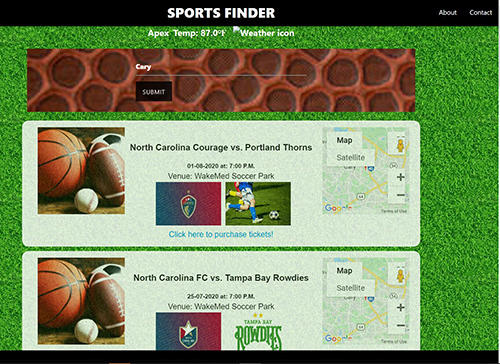 SPORTS FINDER
About
Contact
Apex Temp: 87.0°F Weather icon
Cary
SUBMIT
North Carolina Courage vs. Portland Thorns
01-08-2020 at: 7:00 P.M.
Venue: WakeMed Soccer Park
Click here to purchase tickets!
Map
Satellite
Google
Terms of Use
North Carolina FC vs. Tampa Bay Rowdies
25-07-2020 at: 7:00 P.M.
Venue: WakeMed Soccer Park
TAMPA BAY
ROWDIES
Map
Satellite
Google
Terms of Use